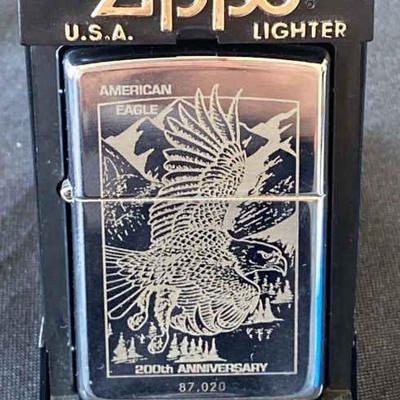 Zippo
U.S.A. LIGHTER
AMERICAN
EAGLE
200th ANNIVERSARY
87,020